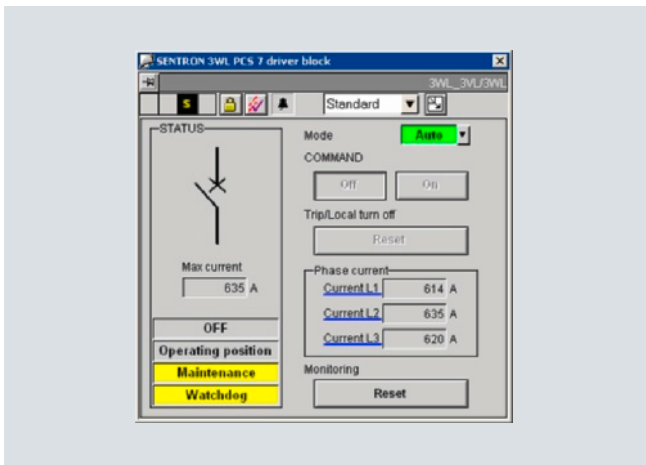 SENTRON 3WL PCS 7 driver block
3WL_3VL/3WL
S
Standard
STATUS
Max current
635 A
OFF
Operating position
Maintenance
Watchdog
Mode
Auto
COMMAND
Off
On
Trip/Local turn off
Reset
Phase current
Current L1 614 A
Current L2 635 A
Current L3 620 A
Monitoring
Reset